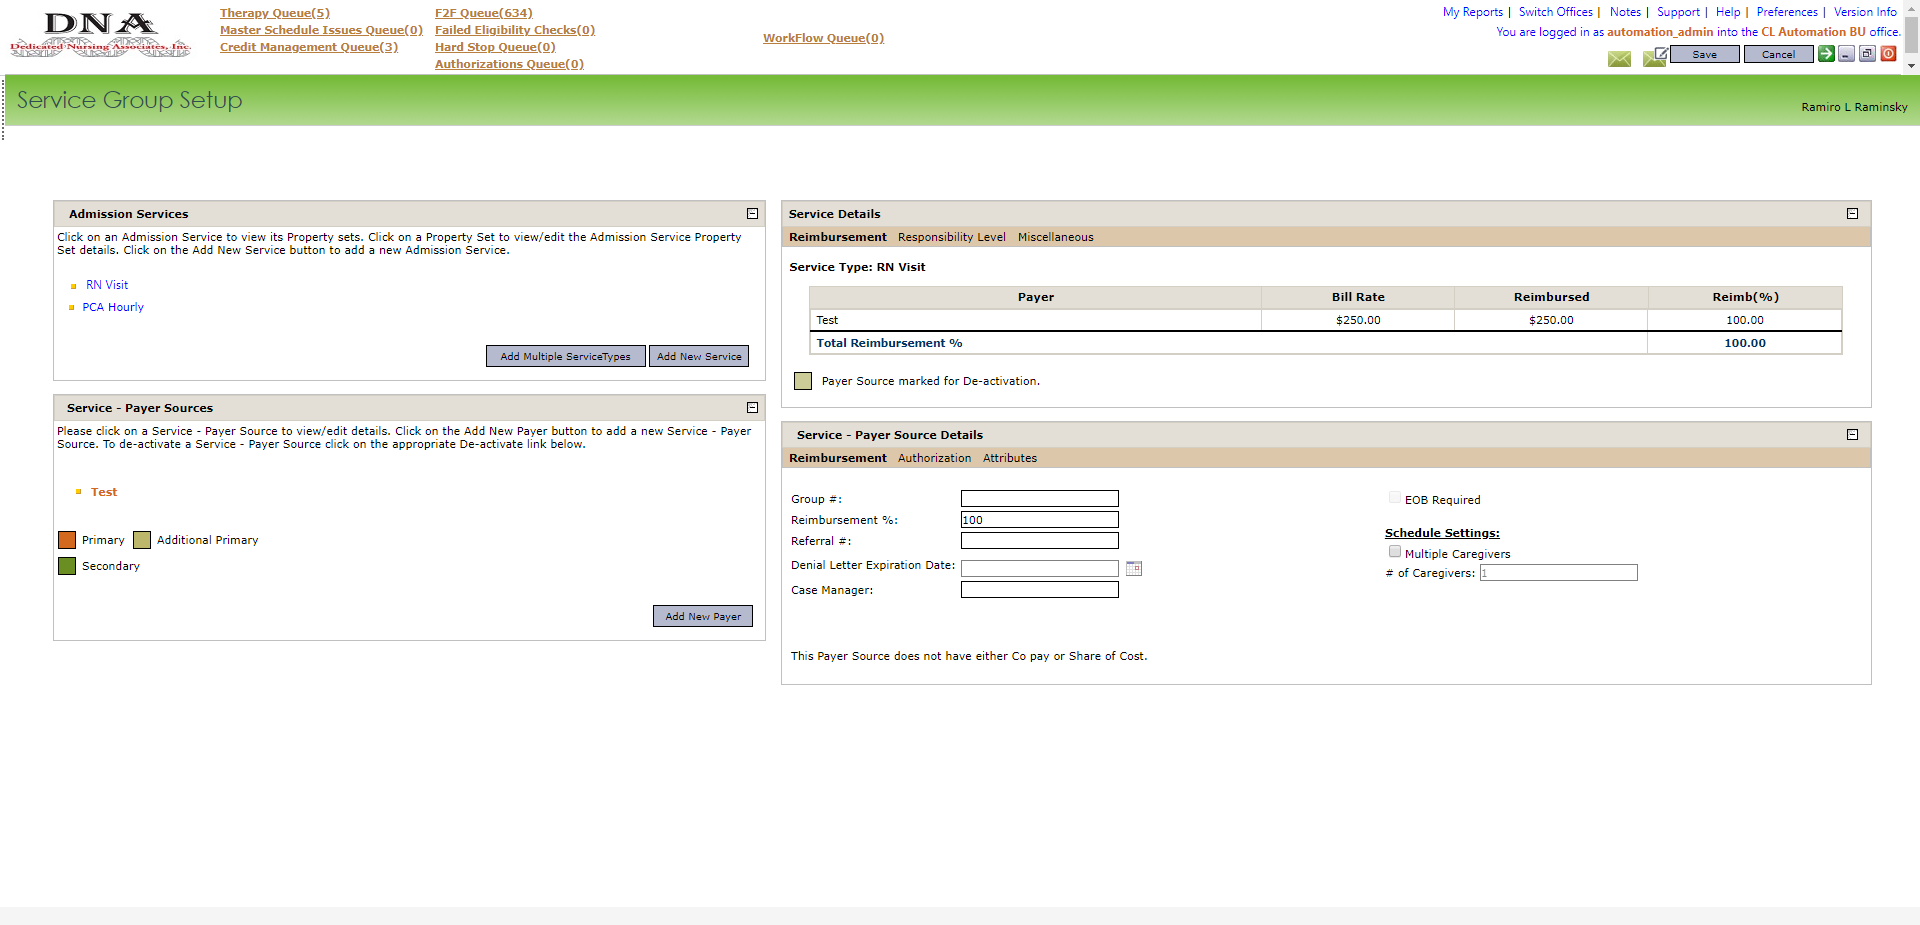 DNA
Dedicated Nursing Associates, Inc.
Therapy Queue(5)
Master Schedule Issues Queue(0)
Credit Management Queue(3)
F2F Queue(634)
Failed Eligibility Checks(0)
Hard Stop Queue(0)
Authorizations Queue(0)
WorkFlow Queue(0)
My Reports | Switch Offices | Notes | Support | Help | Preferences | Version Info
You are logged in as automation_admin into the CL Automation BU office.
Save Cancel
Service Group Setup
Ramiro L Raminsky
Admission Services
Click on an Admission Service to view its Property sets. Click on a Property Set to view/edit the Admission Service Property
Set details. Click on the Add New Service button to add a new Admission Service.
RN Visit
PCA Hourly
Add Multiple ServiceTypes Add New Service
Service - Payer Sources
Please click on a Service - Payer Source to view/edit details. Click on the Add New Payer button to add a new Service - Payer
Source. To de-activate a Service - Payer Source click on the appropriate De-activate link below.
Test
Primary Additional Primary
Secondary
Add New Payer
Service Details
Reimbursement Responsibility Level Miscellaneous
Service Type: RN Visit
Payer Bill Rate Reimbursed Reimb(%)
Test $250.00 $250.00 100.00
Total Reimbursement % 100.00
Payer Source marked for De-activation.
Service - Payer Source Details
Reimbursement Authorization Attributes
Group #:
Reimbursement %: 100
Referral #:
Denial Letter Expiration Date:
Case Manager:
EOB Required
Schedule Settings:
Multiple Caregivers
# of Caregivers: 1
This Payer Source does not have either Co pay or Share of Cost.